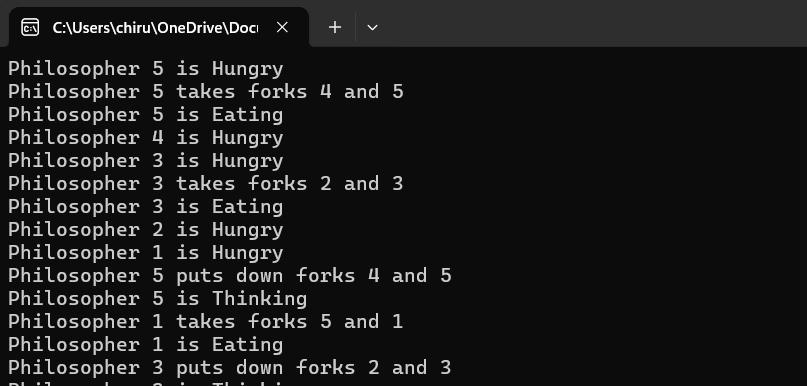 C:\Users\chiru\OneDrive\Docu
Philosopher 5 is Hungry
Philosopher 5 takes forks 4 and 5
Philosopher 5 is Eating
Philosopher 4 is Hungry
Philosopher 3 is Hungry
Philosopher 3 takes forks 2 and 3
Philosopher 3 is Eating
Philosopher 2 is Hungry
Philosopher 1 is Hungry
Philosopher 5 puts down forks 4 and 5
Philosopher 5 is Thinking
Philosopher 1 takes forks 5 and 1
Philosopher 1 is Eating
Philosopher 3 puts down forks 2 and 3